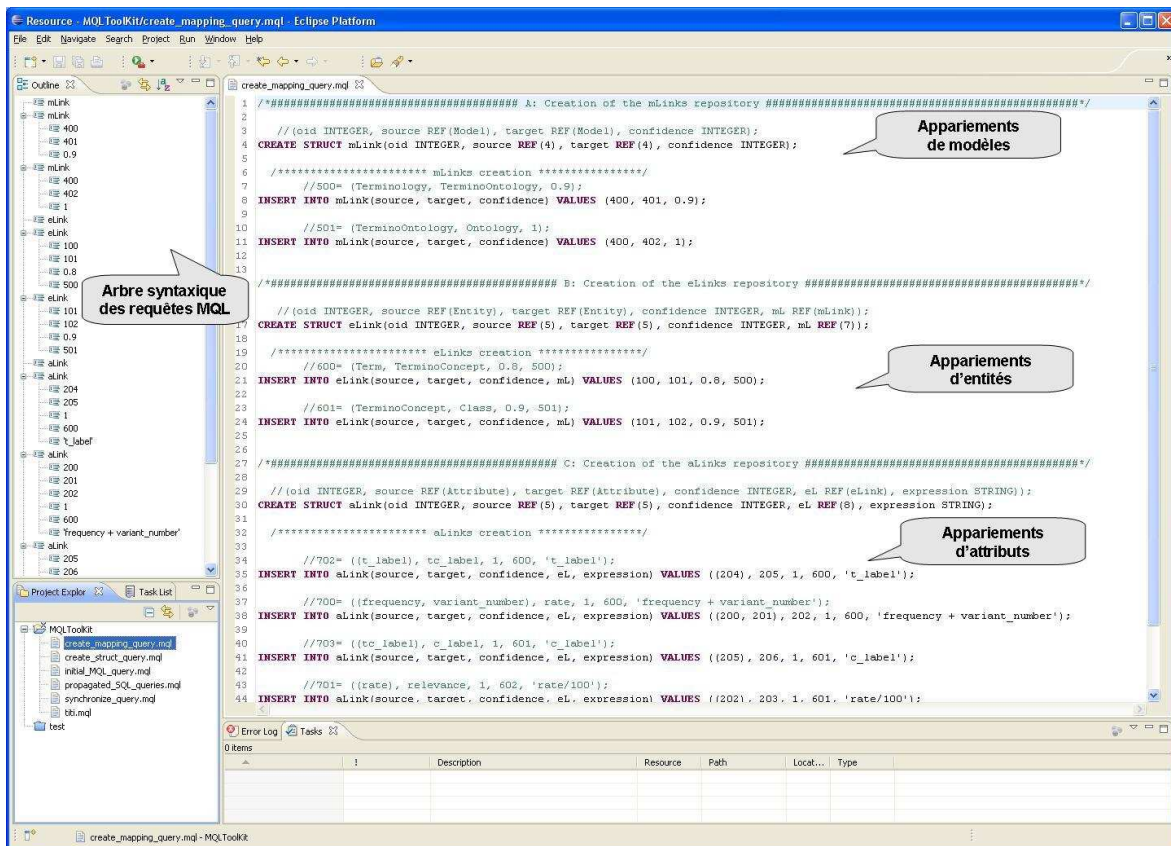 Resource - MQLToolKit/create_mapping_query.mql - Eclipse Platform
File Edit Navigate Search Project Run Window Help
Outline
mLink
mLink
400
401
0.9
mLink
400
402
1
eLink
eLink
100
101
0.8
500
eLink
101
102
0.9
501
aLink
aLink
204
205
1
600
't_label'
aLink
200
201
202
1
600
'frequency + variant_number'
aLink
205
206
Arbre syntaxique
des requêtes MQL
Project Explor Task List
MQLToolKit
create_mapping_query.mql
create_struct_query.mql
initial_MQL_query.mql
propagated_SQL_queries.mql
synchronize_query.mql
titi.mql
test
create_mapping_query.mql
1 /*###################################### A: Creation of the mLinks repository ################################################*/
2
3 //(oid INTEGER, source REF(Model), target REF(Model), confidence INTEGER);
4 CREATE STRUCT mLink(oid INTEGER, source REF(4), target REF(4), confidence INTEGER);
5
6 /*********************** mLinks creation ****************/
7 //500= (Terminology, TerminoOntology, 0.9);
8 INSERT INTO mLink(source, target, confidence) VALUES (400, 401, 0.9);
9
10 //501= (TerminoOntology, Ontology, 1);
11 INSERT INTO mLink(source, target, confidence) VALUES (400, 402, 1);
12
13
/*############################################ B: Creation of the eLinks repository ##########################################*/
//(oid INTEGER, source REF(Entity), target REF(Entity), confidence INTEGER, mL REF(mLink));
17 CREATE STRUCT eLink(oid INTEGER, source REF(5), target REF(5), confidence INTEGER, mL REF(7));
18
19 /*********************** eLinks creation ****************/
20 //600= (Term, TerminoConcept, 0.8, 500);
21 INSERT INTO eLink(source, target, confidence, mL) VALUES (100, 101, 0.8, 500);
22
23 //601= (TerminoConcept, Class, 0.9, 501);
24 INSERT INTO eLink(source, target, confidence, mL) VALUES (101, 102, 0.9, 501);
25
26
27 /*############################################ C: Creation of the aLinks repository ##########################################*/
28
29 //(oid INTEGER, source REF(Attribute), target REF(Attribute), confidence INTEGER, eL REF(eLink), expression STRING));
30 CREATE STRUCT aLink(oid INTEGER, source REF(5), target REF(5), confidence INTEGER, eL REF(8), expression STRING);
31
32 /*********************** aLinks creation ****************/
33
34 //702= ((t_label), tc_label, 1, 600, 't_label');
35 INSERT INTO aLink(source, target, confidence, eL, expression) VALUES ((204), 205, 1, 600, 't_label');
36
37 //700= ((frequency, variant_number), rate, 1, 600, 'frequency + variant_number');
38 INSERT INTO aLink(source, target, confidence, eL, expression) VALUES ((200, 201), 202, 1, 600, 'frequency + variant_number');
39
40 //703= ((tc_label), c_label, 1, 601, 'c_label');
41 INSERT INTO aLink(source, target, confidence, eL, expression) VALUES ((205), 206, 1, 601, 'c_label');
42
43 //701= ((rate), relevance, 1, 602, 'rate/100');
44 INSERT INTO aLink(source, target, confidence, eL, expression) VALUES ((202), 203, 1, 601, 'rate/100');
Appariements
de modèles
Appariements
d'entités
Appariements
d'attributs
Error Log Tasks
0 items
! Description Resource Path Locat... Type
create_mapping_query.mql - MQLToolKit